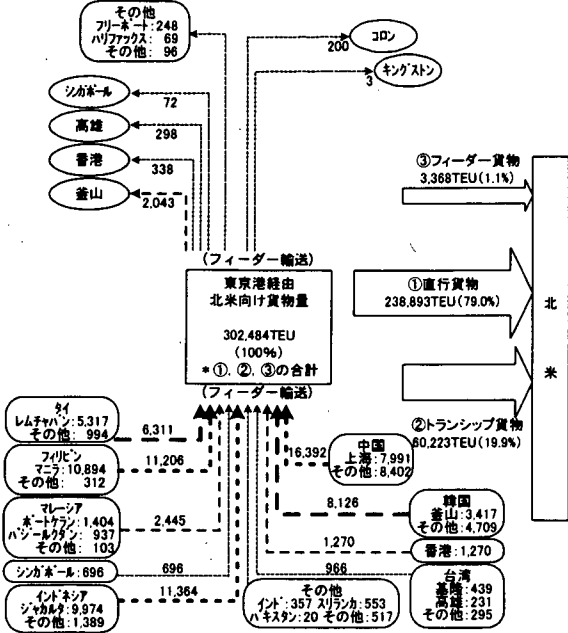 その他
フリーポート:248
ハリファックス: 69
その他: 96
コロン
200
キングストン
3
シンガポール
72
高雄
298
香港
338
釜山
2,043
③フィーダー貨物
3,368TEU(1.1%)
(フィーダー輸送)
東京港経由
北米向け貨物量
302,484TEU
(100%)
*①,②,③の合計
(フィーダー輸送)
①直行貨物
238,893TEU(79.0%)
北
米
②トランシップ貨物
60,223TEU(19.9%)
タイ
レムチャバン:5,317
その他: 994
6,311
フィリピン
マニラ:10,894
その他: 312
11,206
マレーシア
ポートケラン:1,404
パシールグダン: 937
その他: 103
2,445
シンガポール:696
696
インドネシア
ジャカルタ:9,974
その他:1,389
11,364
16,392
中国
上海:7,991
その他:8,402
8,126
韓国
釜山:3,417
その他:4,709
1,270
香港:1,270
966
台湾
基隆:439
高雄:231
その他:295
その他
インド:357 スリランカ:553
パキスタン:20 その他:517